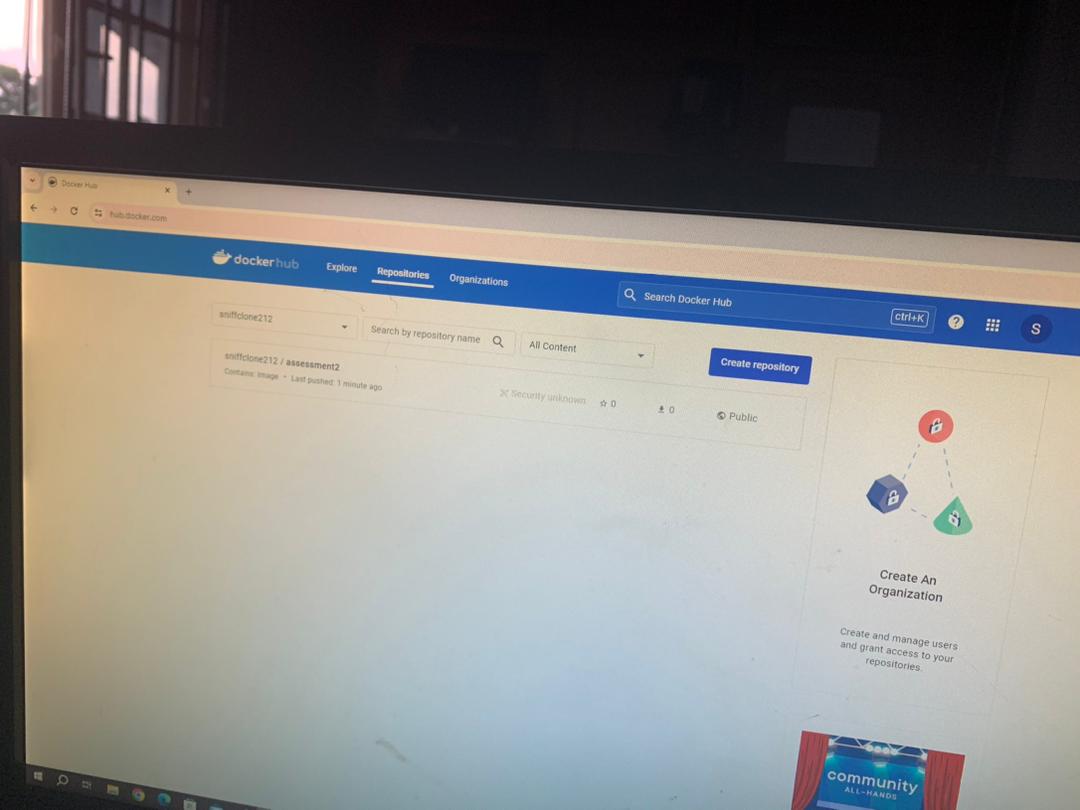 Docker Hub
hub.docker.com
docker hub
Explore
Repositories
Organizations
Search Docker Hub
ctrl+K
S
sniffclone212
Search by repository name
All Content
Create repository
sniffclone212 / assessment2
Contains: Image • Last pushed: 1 minute ago
Security unknown
0
0
Public
Create An
Organization
Create and manage users
and grant access to your
repositories.
community
ALL-HANDS